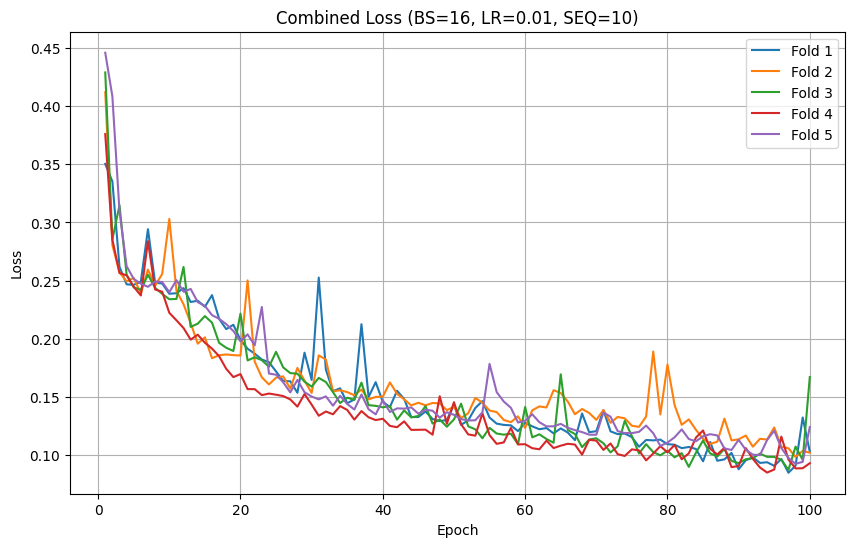 Combined Loss (BS=16, LR=0.01, SEQ=10)
Loss
0.45
0.40
0.35
0.30
0.25
0.20
0.15
0.10
Fold 1
Fold 2
Fold 3
Fold 4
Fold 5
0
20
40
60
80
100
Epoch